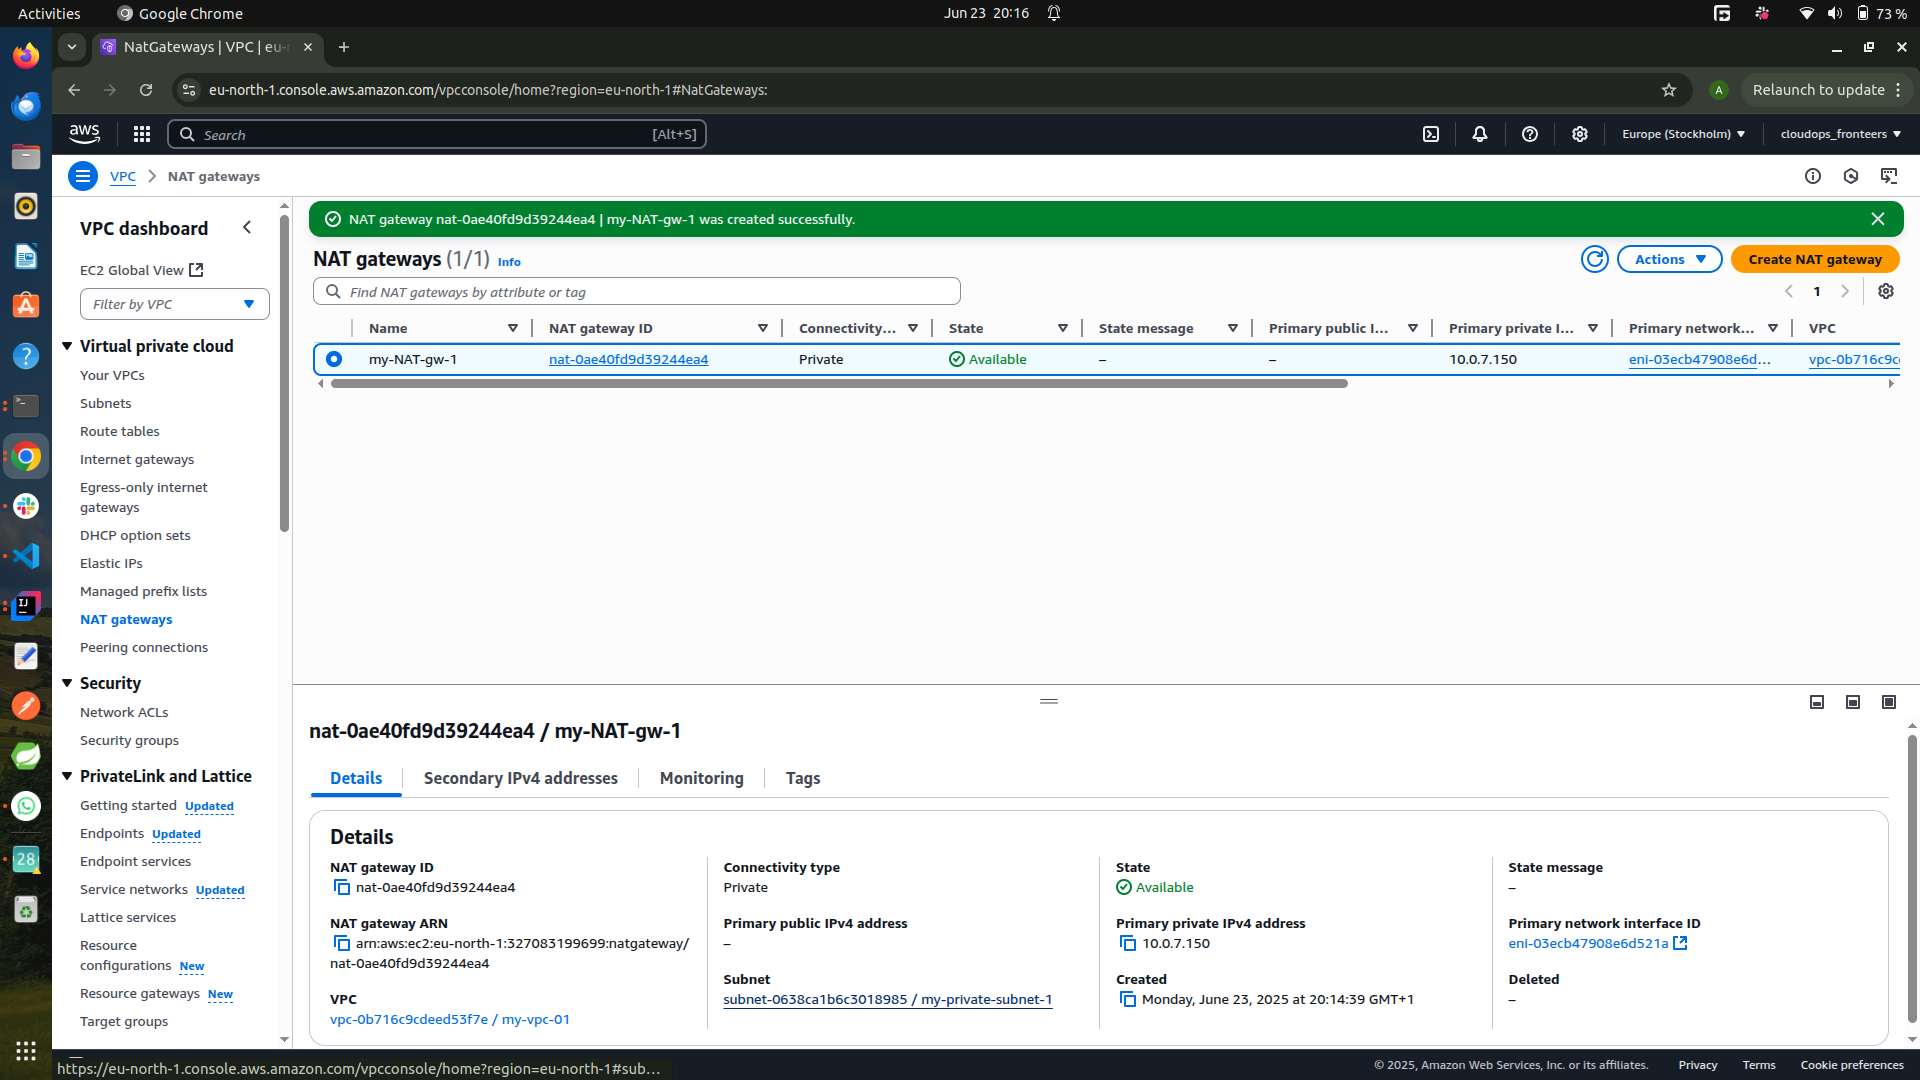 Activities
Google Chrome
Jun 23 20:16
73 %
NatGateways | VPC | eu-n
eu-north-1.console.aws.amazon.com/vpcconsole/home?region=eu-north-1#NatGateways:
A
Relaunch to update
aws
Search
[Alt+S]
Europe (Stockholm)
cloudops_fronteers
VPC
NAT gateways
VPC dashboard
EC2 Global View
Filter by VPC
Virtual private cloud
Your VPCs
Subnets
Route tables
Internet gateways
Egress-only internet
gateways
DHCP option sets
Elastic IPs
Managed prefix lists
NAT gateways
Peering connections
Security
Network ACLs
Security groups
PrivateLink and Lattice
Getting started Updated
Endpoints Updated
Endpoint services
Service networks Updated
Lattice services
Resource
configurations New
Resource gateways New
Target groups
NAT gateway nat-0ae40fd9d39244ea4 | my-NAT-gw-1 was created successfully.
NAT gateways (1/1) Info
Actions
Create NAT gateway
Find NAT gateways by attribute or tag
1
Name NAT gateway ID Connectivity... State State message Primary public I... Primary private I... Primary network... VPC
my-NAT-gw-1 nat-0ae40fd9d39244ea4 Private Available – – 10.0.7.150 eni-03ecb47908e6d... vpc-0b716c9c
nat-0ae40fd9d39244ea4 / my-NAT-gw-1
Details Secondary IPv4 addresses Monitoring Tags
Details
NAT gateway ID
nat-0ae40fd9d39244ea4
NAT gateway ARN
arn:aws:ec2:eu-north-1:327083199699:natgateway/
nat-0ae40fd9d39244ea4
VPC
vpc-0b716c9cdeed53f7e / my-vpc-01
Connectivity type
Private
Primary public IPv4 address
–
Subnet
subnet-0638ca1b6c3018985 / my-private-subnet-1
State
Available
Primary private IPv4 address
10.0.7.150
Created
Monday, June 23, 2025 at 20:14:39 GMT+1
State message
–
Primary network interface ID
eni-03ecb47908e6d521a
Deleted
–
28
IJ
https://eu-north-1.console.aws.amazon.com/vpcconsole/home?region=eu-north-1#sub...
© 2025, Amazon Web Services, Inc. or its affiliates.
Privacy
Terms
Cookie preferences